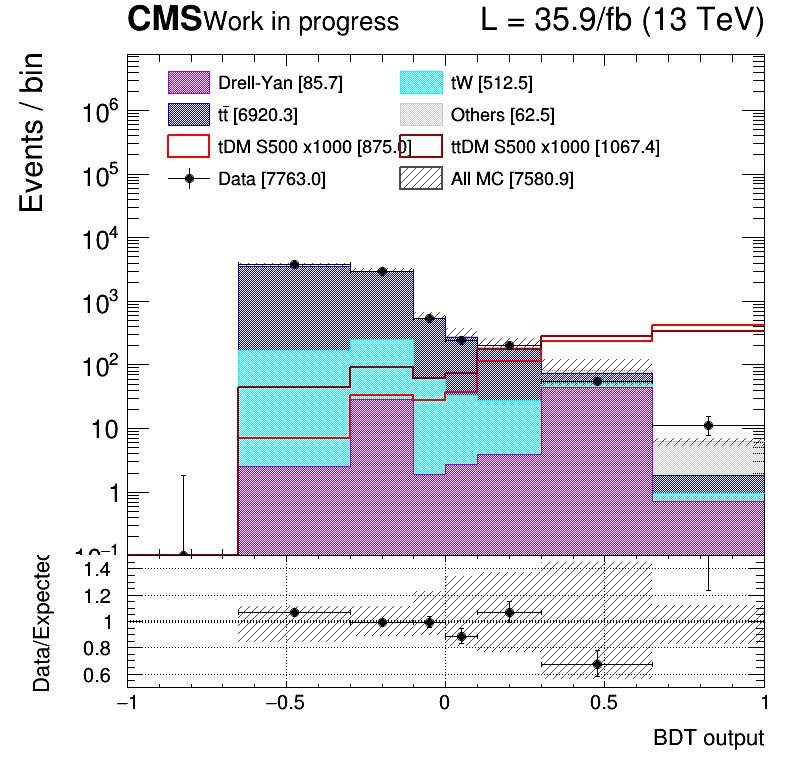 CMS Work in progress L = 35.9/fb (13 TeV)
Events / bin
Drell-Yan [85.7] tW [512.5]
tt̄ [6920.3] Others [62.5]
tDM S500 x1000 [875.0] ttDM S500 x1000 [1067.4]
Data [7763.0] All MC [7580.9]
10⁶
10⁵
10⁴
10³
10²
10
1
10⁻¹
Data/Expected
1.4
1.2
1
0.8
0.6
−1 −0.5 0 0.5 1
BDT output